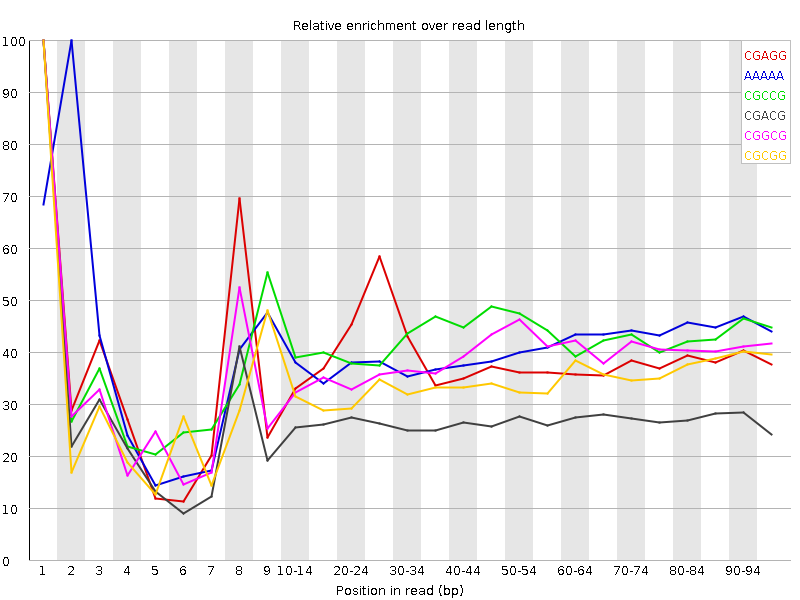 Relative enrichment over read length
100
90
80
70
60
50
40
30
20
10
0
CGAGG
AAAAA
CGCCG
CGACG
CGGCG
CGCGG
1 2 3 4 5 6 7 8 9 10-14 20-24 30-34 40-44 50-54 60-64 70-74 80-84 90-94
Position in read (bp)